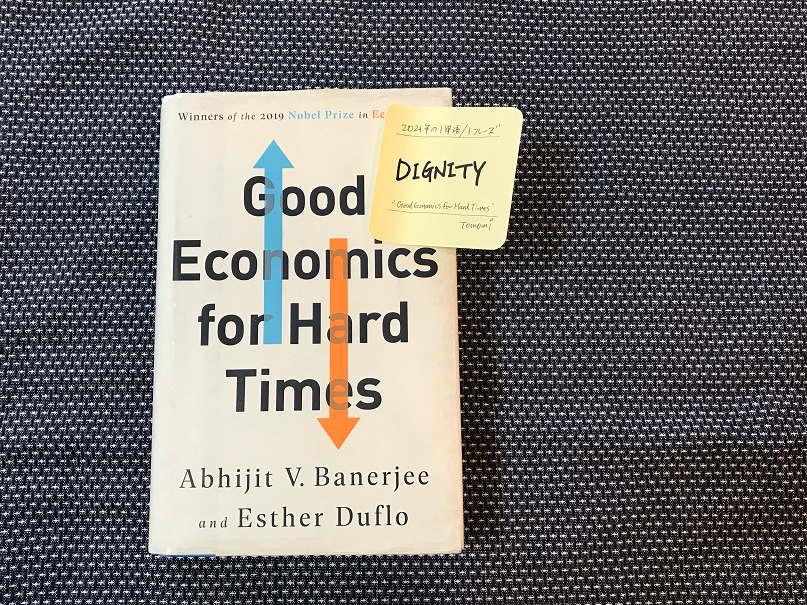 Winners of the 2019 Nobel Prize in Ec
Good
Economics
for Hard
Times
Abhijit V. Banerjee
and Esther Duflo
2021年の1単語/1フレーズ
DIGNITY
"Good Economics for Hard Times"
Tomomi